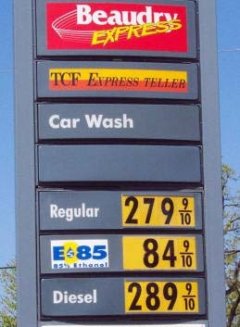 Beaudry
EXPRESS
TCF EXPRESS TELLER
Car Wash
Regular 279 9/10
E85 84 9/10
85% Ethanol
Diesel 289 9/10